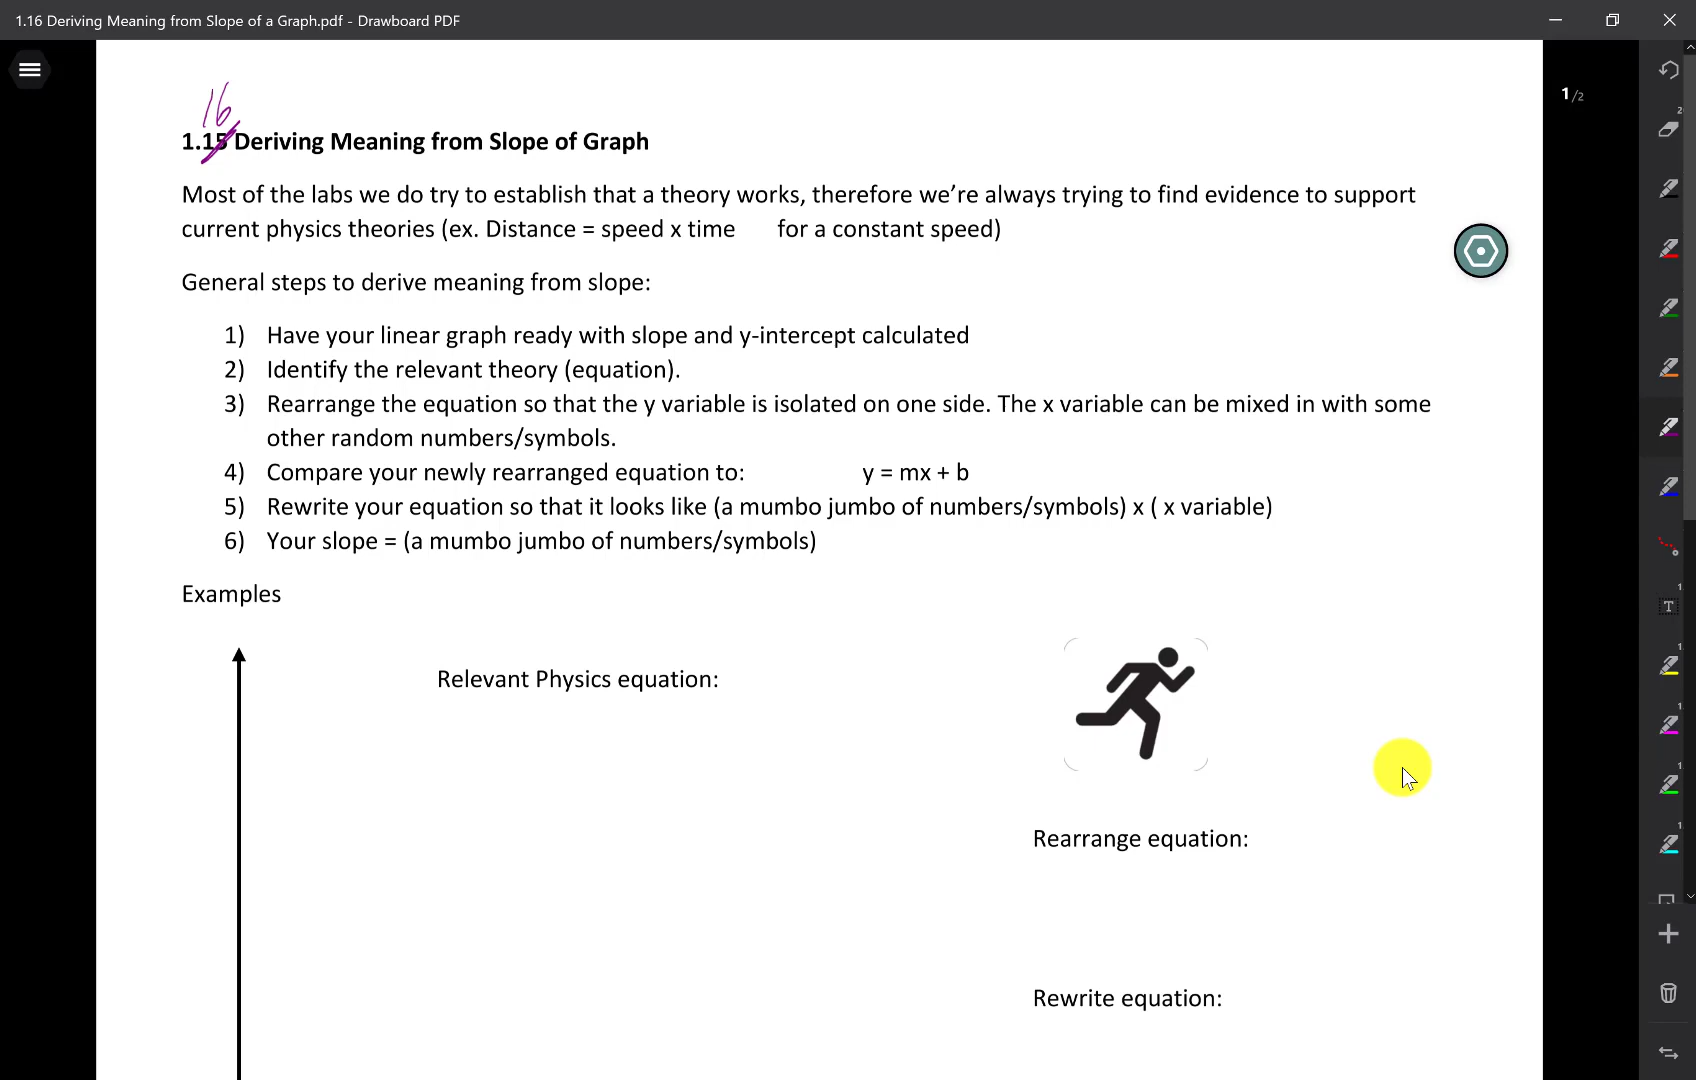 1.16 Deriving Meaning from Slope of a Graph.pdf - Drawboard PDF
1 /2
16
1.15 Deriving Meaning from Slope of Graph
Most of the labs we do try to establish that a theory works, therefore we’re always trying to find evidence to support
current physics theories (ex. Distance = speed x time for a constant speed)
General steps to derive meaning from slope:
1) Have your linear graph ready with slope and y-intercept calculated
2) Identify the relevant theory (equation).
3) Rearrange the equation so that the y variable is isolated on one side. The x variable can be mixed in with some
other random numbers/symbols.
4) Compare your newly rearranged equation to: y = mx + b
5) Rewrite your equation so that it looks like (a mumbo jumbo of numbers/symbols) x ( x variable)
6) Your slope = (a mumbo jumbo of numbers/symbols)
Examples
Relevant Physics equation:
Rearrange equation:
Rewrite equation:
2
1
T
1
1
1
1